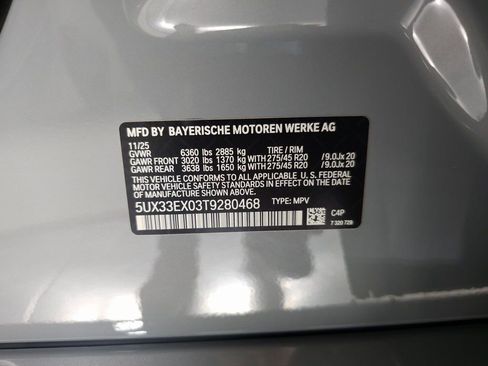 MFD BY BAYERISCHE MOTOREN WERKE AG
11/25
GVWR 6360 lbs 2885 kg TIRE / RIM
GAWR FRONT 3020 lbs 1370 kg WITH 275/45 R20 / 9.0Jx 20
GAWR REAR 3638 lbs 1650 kg WITH 275/45 R20 / 9.0Jx 20
THIS VEHICLE CONFORMS TO ALL APPLICABLE U. S. FEDERAL
MOTOR VEHICLE SAFETY STANDARDS IN EFFECT ON THE DATE OF
MANUFACTURE SHOWN ABOVE.
5UX33EX03T9280468 TYPE: MPV
C4P